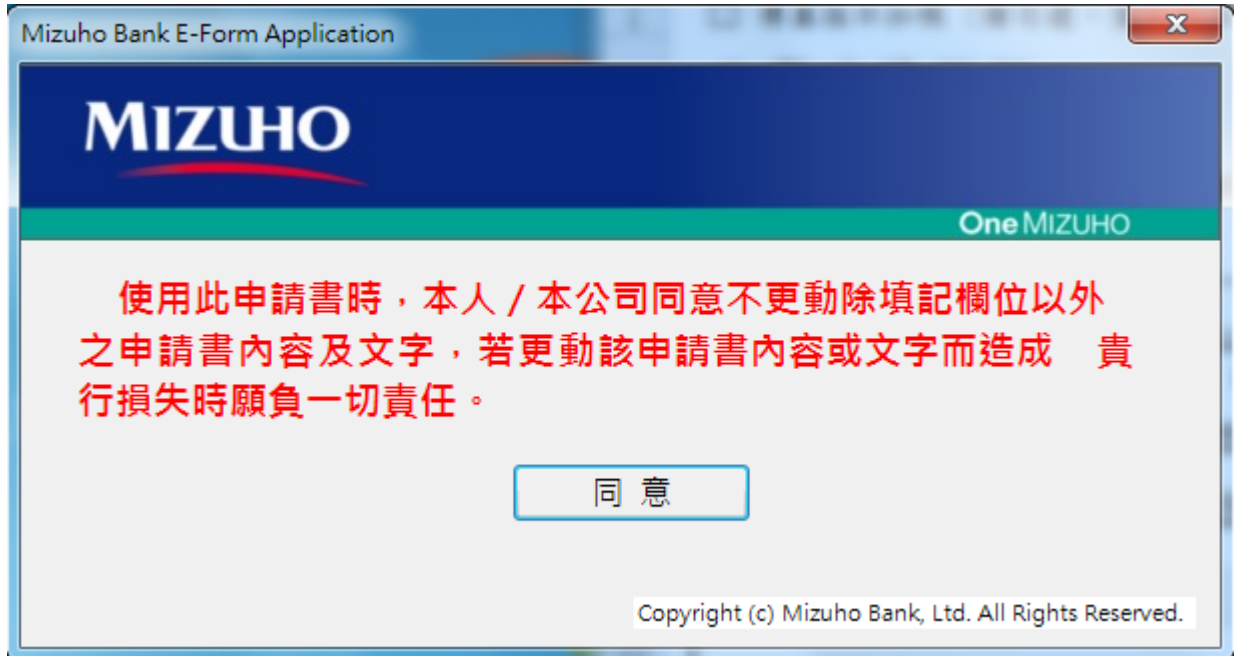 Mizuho Bank E-Form Application
MIZUHO
One MIZUHO
使用此申請書時，本人／本公司同意不更動除填記欄位以外
之申請書內容及文字，若更動該申請書內容或文字而造成　貴
行損失時願負一切責任。
同 意
Copyright (c) Mizuho Bank, Ltd. All Rights Reserved.